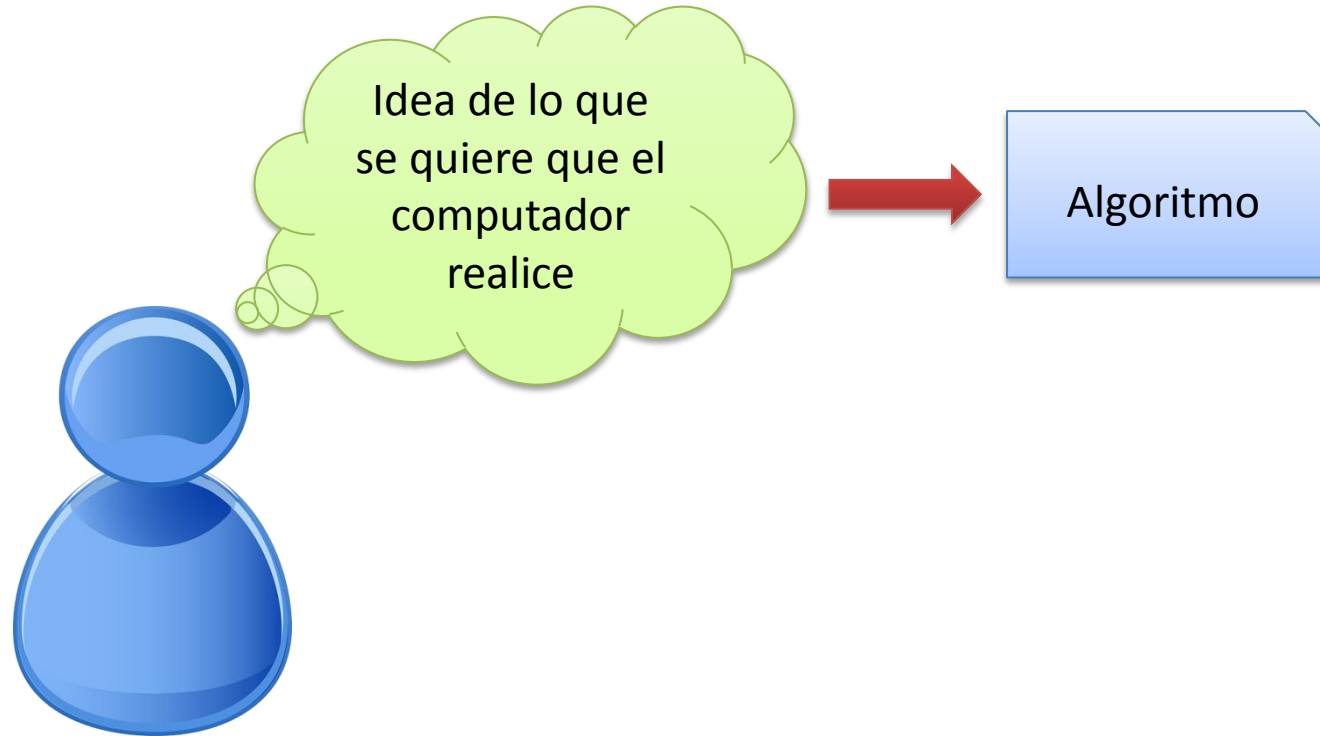 Idea de lo que
se quiere que el
computador
realice
Algoritmo